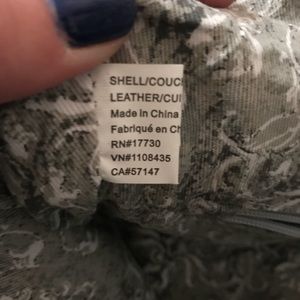 SHELL/COUC
LEATHER/CUI
Made in China
Fabriqué en Ch
RN#17730
VN#1108435
CA#57147